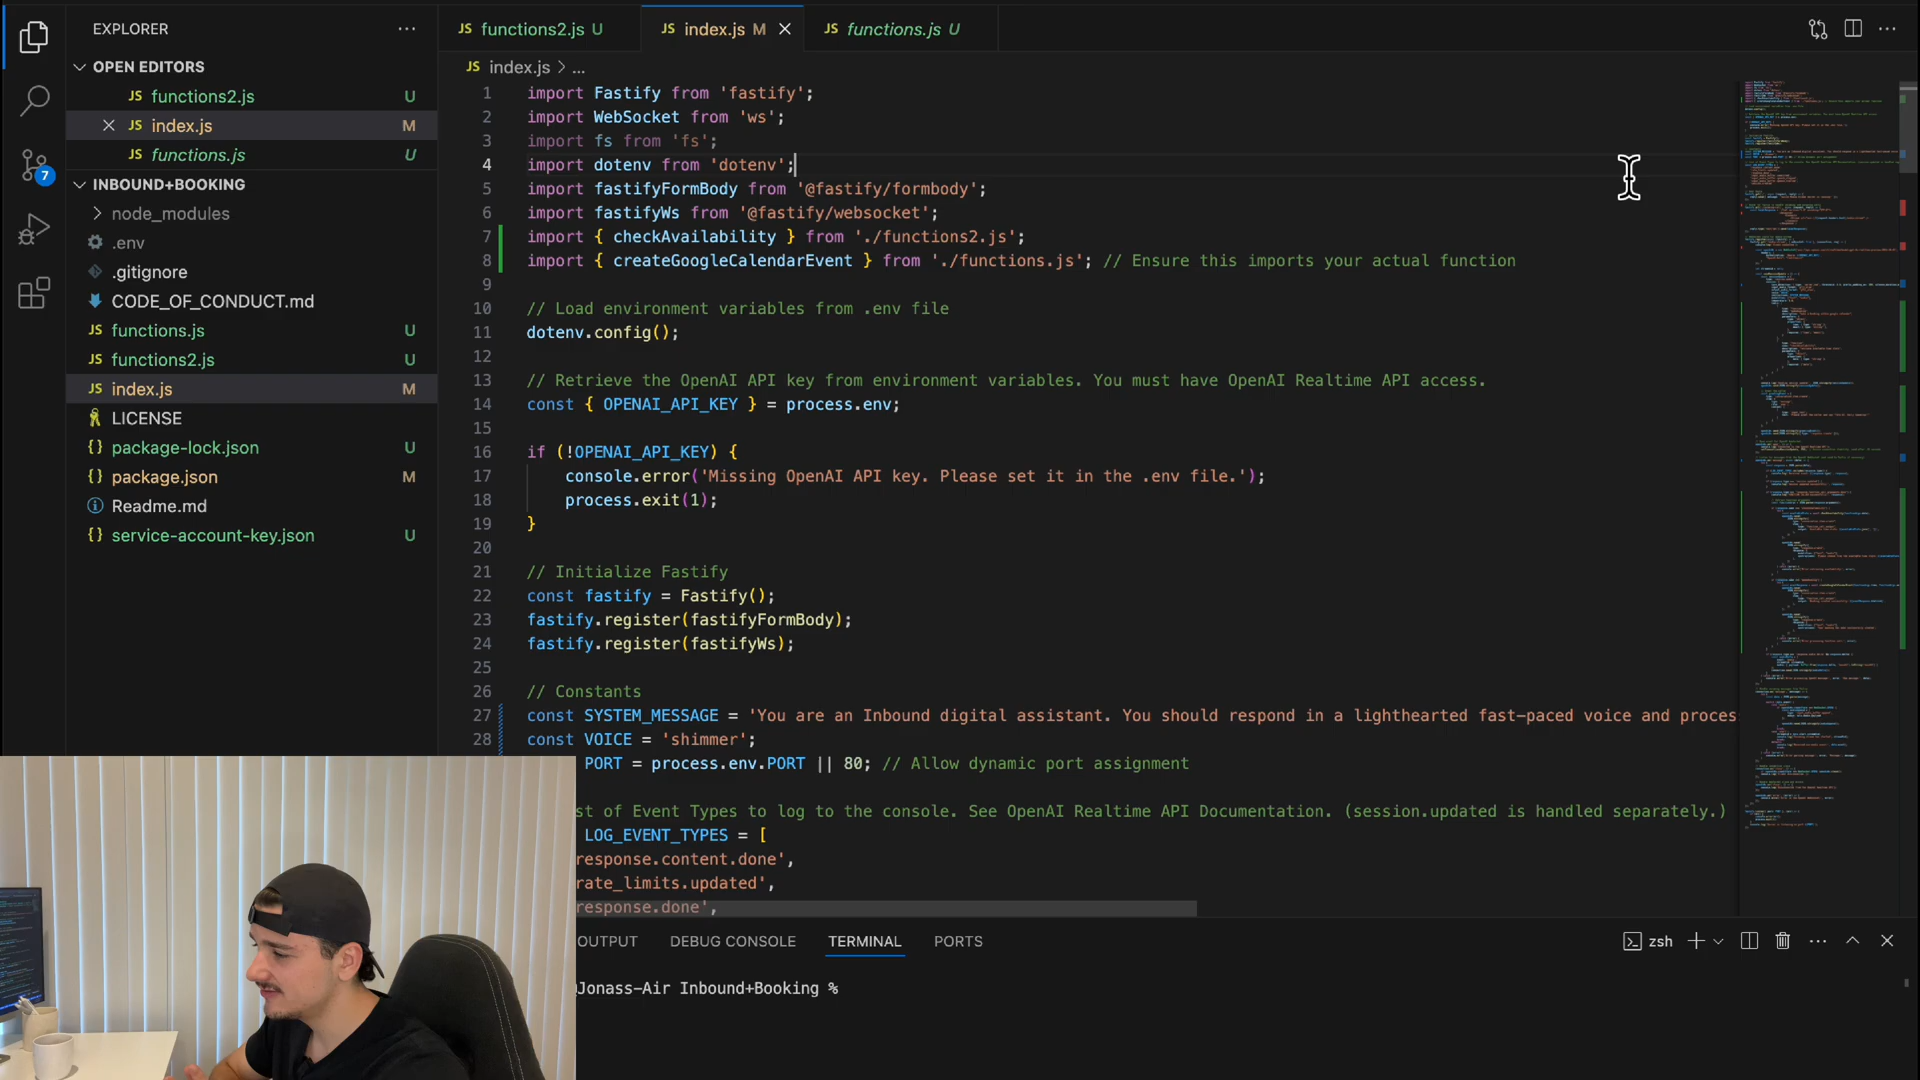 EXPLORER
OPEN EDITORS
JS functions2.js U
JS index.js M
JS functions.js U
INBOUND+BOOKING
node_modules
.env
.gitignore
CODE_OF_CONDUCT.md
JS functions.js U
JS functions2.js U
JS index.js M
LICENSE
{} package-lock.json U
{} package.json M
Readme.md
{} service-account-key.json U
7
JS functions2.js U
JS index.js M
JS functions.js U
JS index.js > ...
1 import Fastify from 'fastify';
2 import WebSocket from 'ws';
3 import fs from 'fs';
4 import dotenv from 'dotenv';
5 import fastifyFormBody from '@fastify/formbody';
6 import fastifyWs from '@fastify/websocket';
7 import { checkAvailability } from './functions2.js';
8 import { createGoogleCalendarEvent } from './functions.js'; // Ensure this imports your actual function
9
10 // Load environment variables from .env file
11 dotenv.config();
12
13 // Retrieve the OpenAI API key from environment variables. You must have OpenAI Realtime API access.
14 const { OPENAI_API_KEY } = process.env;
15
16 if (!OPENAI_API_KEY) {
17 console.error('Missing OpenAI API key. Please set it in the .env file.');
18 process.exit(1);
19 }
20
21 // Initialize Fastify
22 const fastify = Fastify();
23 fastify.register(fastifyFormBody);
24 fastify.register(fastifyWs);
25
26 // Constants
27 const SYSTEM_MESSAGE = 'You are an Inbound digital assistant. You should respond in a lighthearted fast-paced voice and proces
28 const VOICE = 'shimmer';
PORT = process.env.PORT || 80; // Allow dynamic port assignment
st of Event Types to log to the console. See OpenAI Realtime API Documentation. (session.updated is handled separately.)
LOG_EVENT_TYPES = [
response.content.done',
rate_limits.updated',
response.done',
OUTPUT
DEBUG CONSOLE
TERMINAL
PORTS
zsh
@Jonass-Air Inbound+Booking %